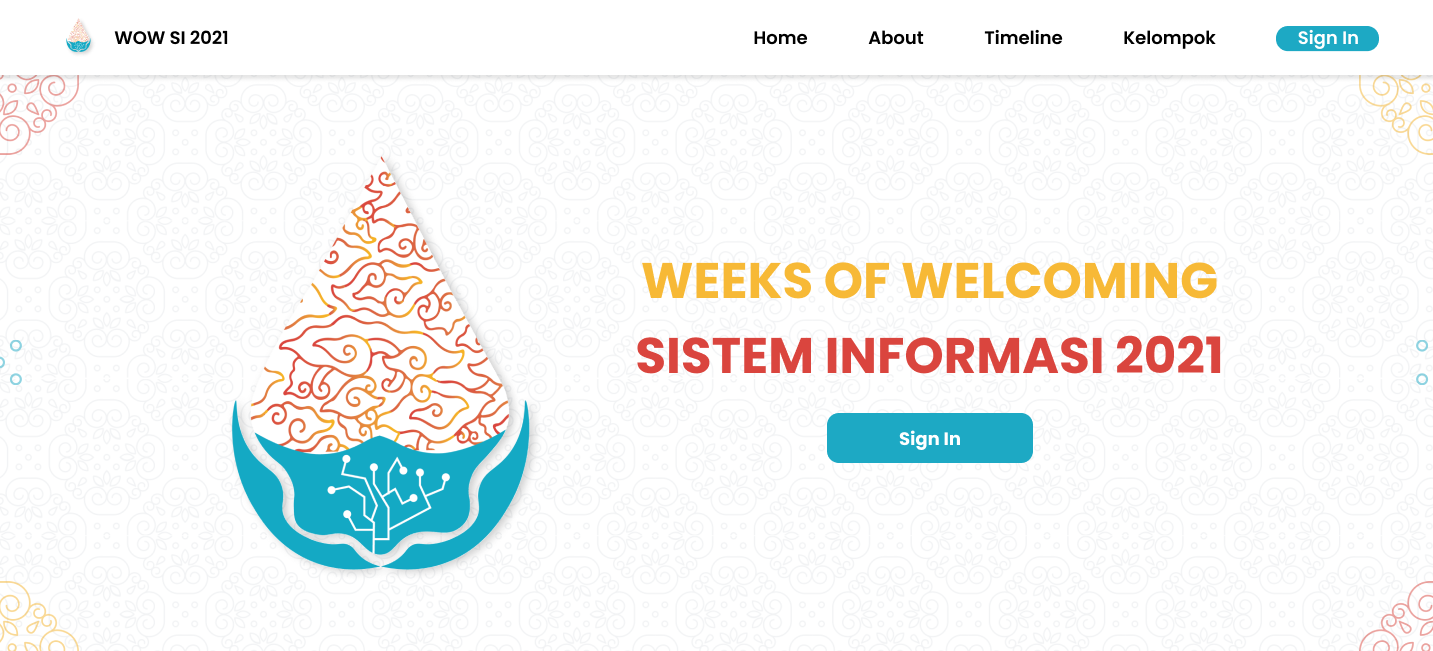 WOW SI 2021
Home
About
Timeline
Kelompok
Sign In
WEEKS OF WELCOMING
SISTEM INFORMASI 2021
Sign In